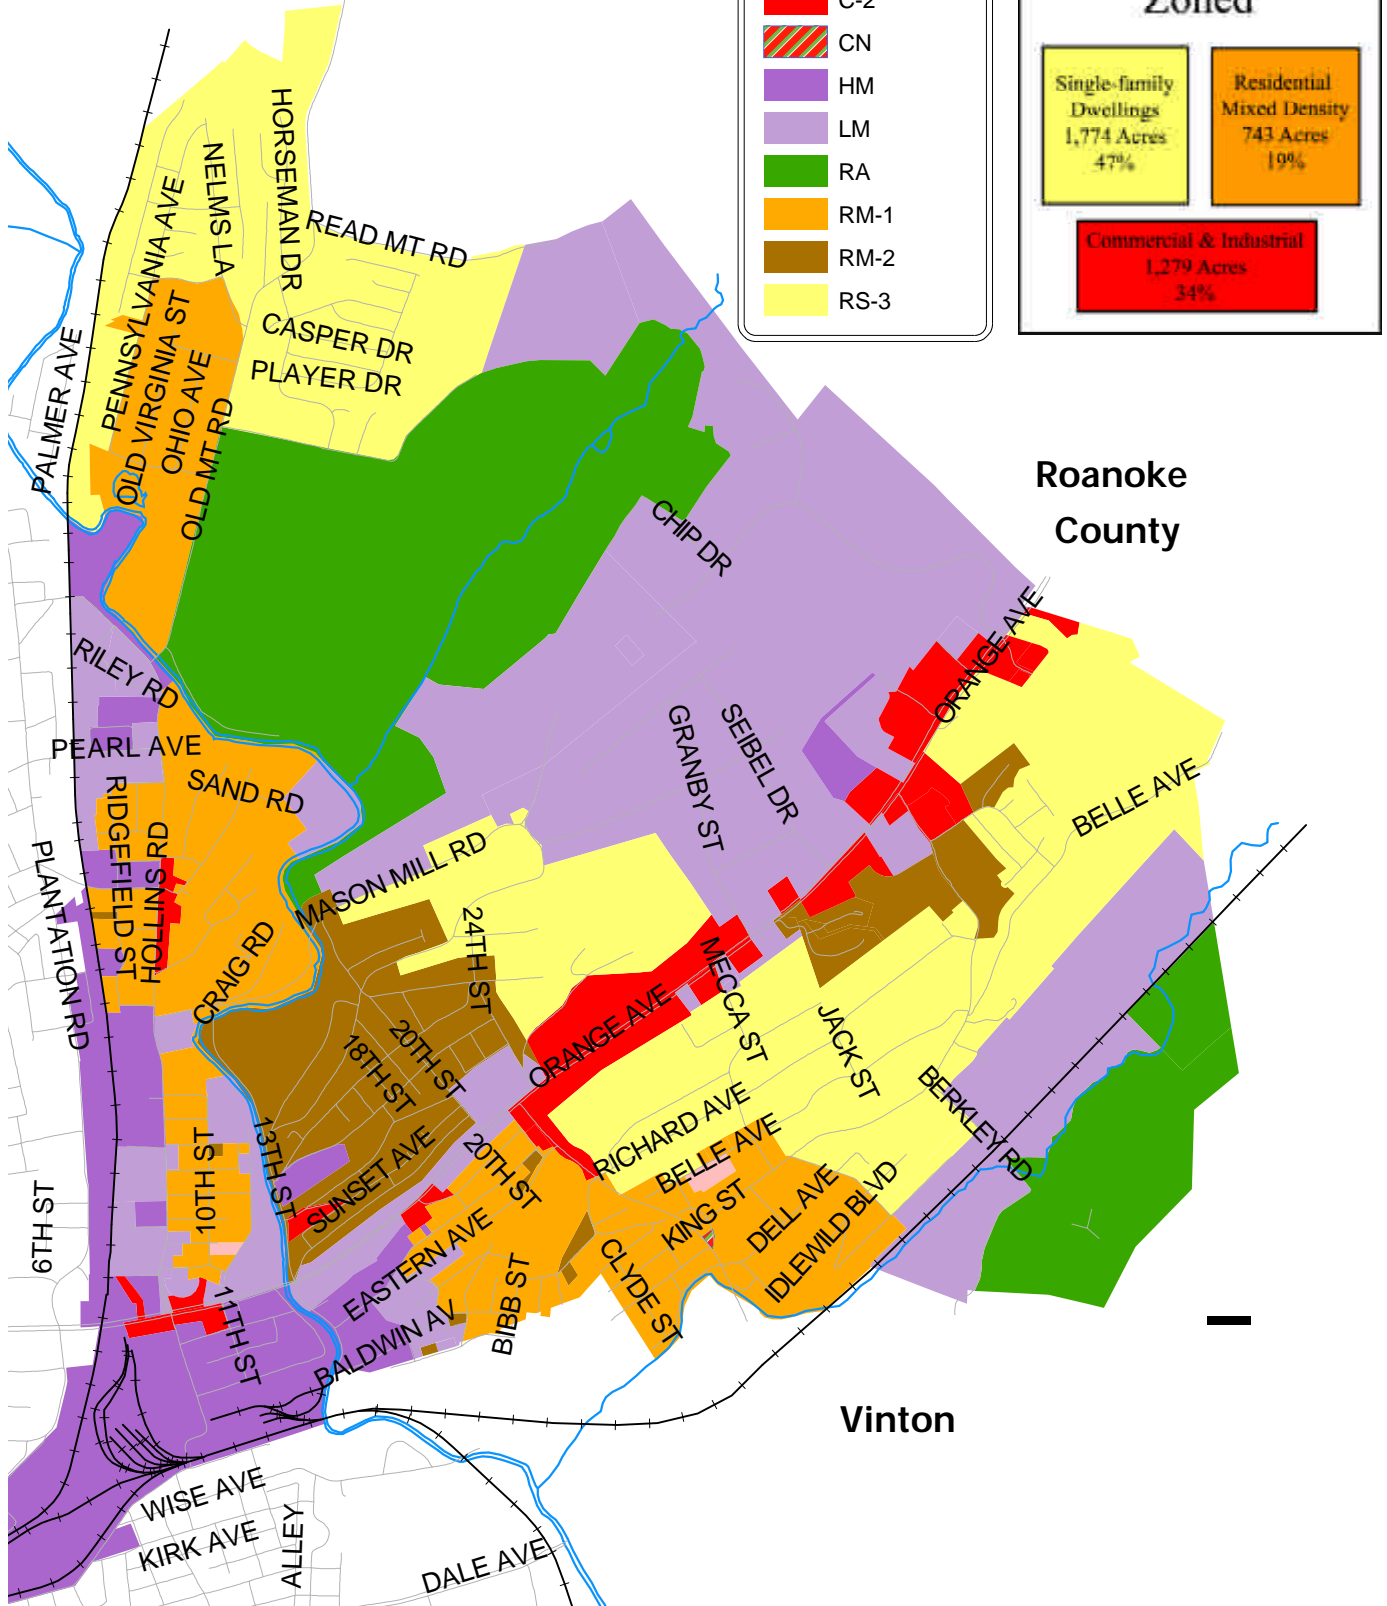 C-2
CN
HM
LM
RA
RM-1
RM-2
RS-3
Zoned
Single-family
Dwellings
1,774 Acres
47%
Residential
Mixed Density
743 Acres
19%
Commercial & Industrial
1,279 Acres
34%
HORSEMAN DR
NELMS LA
READ MT RD
PENNSYLVANIA AVE
OLD VIRGINIA ST
OHIO AVE
OLD MT RD
CASPER DR
PLAYER DR
PALMER AVE
Roanoke
County
CHIP DR
ORANGE AVE
RILEY RD
PEARL AVE
SAND RD
GRANBY ST
SEIBEL DR
BELLE AVE
RIDGEFIELD ST
HOLLINS RD
PLANTATION RD
MASON MILL RD
CRAIG RD
24TH ST
MECCA ST
ORANGE AVE
JACK ST
20TH ST
18TH ST
BERKLEY RD
RICHARD AVE
BELLE AVE
13TH ST
10TH ST
SUNSET AVE
20TH ST
KING ST
DELL AVE
IDLEWILD BLVD
6TH ST
EASTERN AVE
CLYDE ST
BIBB ST
11TH ST
BALDWIN AV
Vinton
WISE AVE
KIRK AVE
ALLEY
DALE AVE